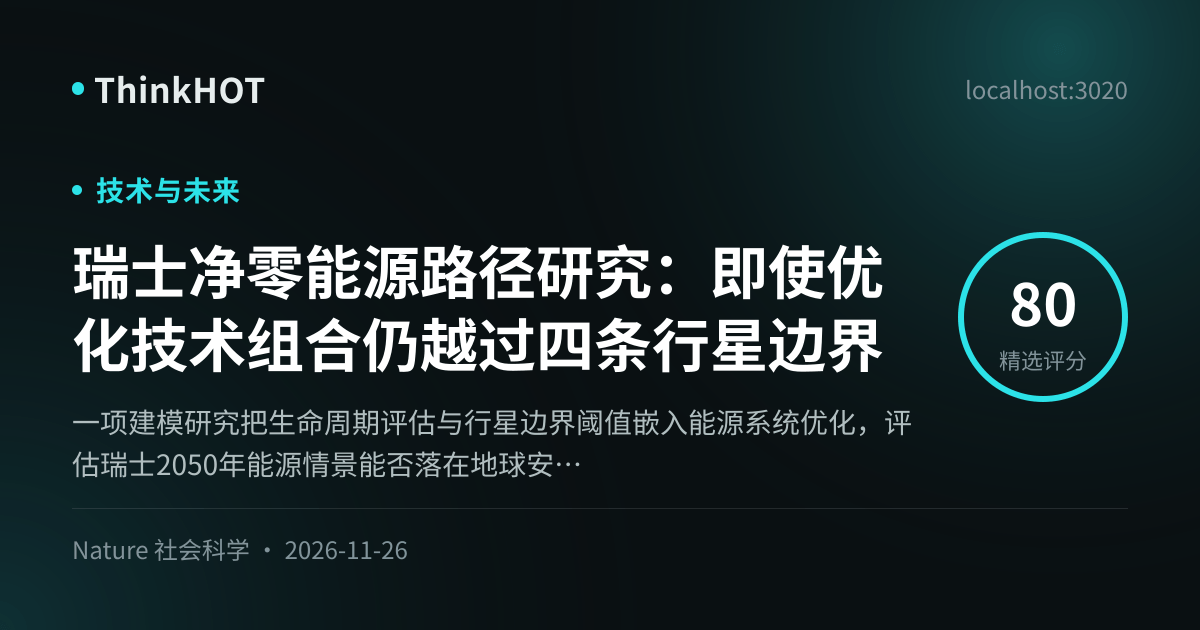 ThinkHOT
localhost:3020
技术与未来
瑞士净零能源路径研究：即使优
化技术组合仍越过四条行星边界
80
精选评分
一项建模研究把生命周期评估与行星边界阈值嵌入能源系统优化，评
估瑞士2050年能源情景能否落在地球安…
Nature 社会科学 · 2026-11-26